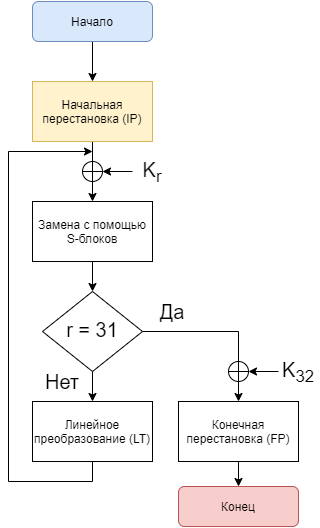 Начало
Начальная
перестановка (IP)
Kr
Замена с помощью
S-блоков
r = 31
Да
Нет
K32
Линейное
преобразование (LT)
Конечная
перестановка (FP)
Конец